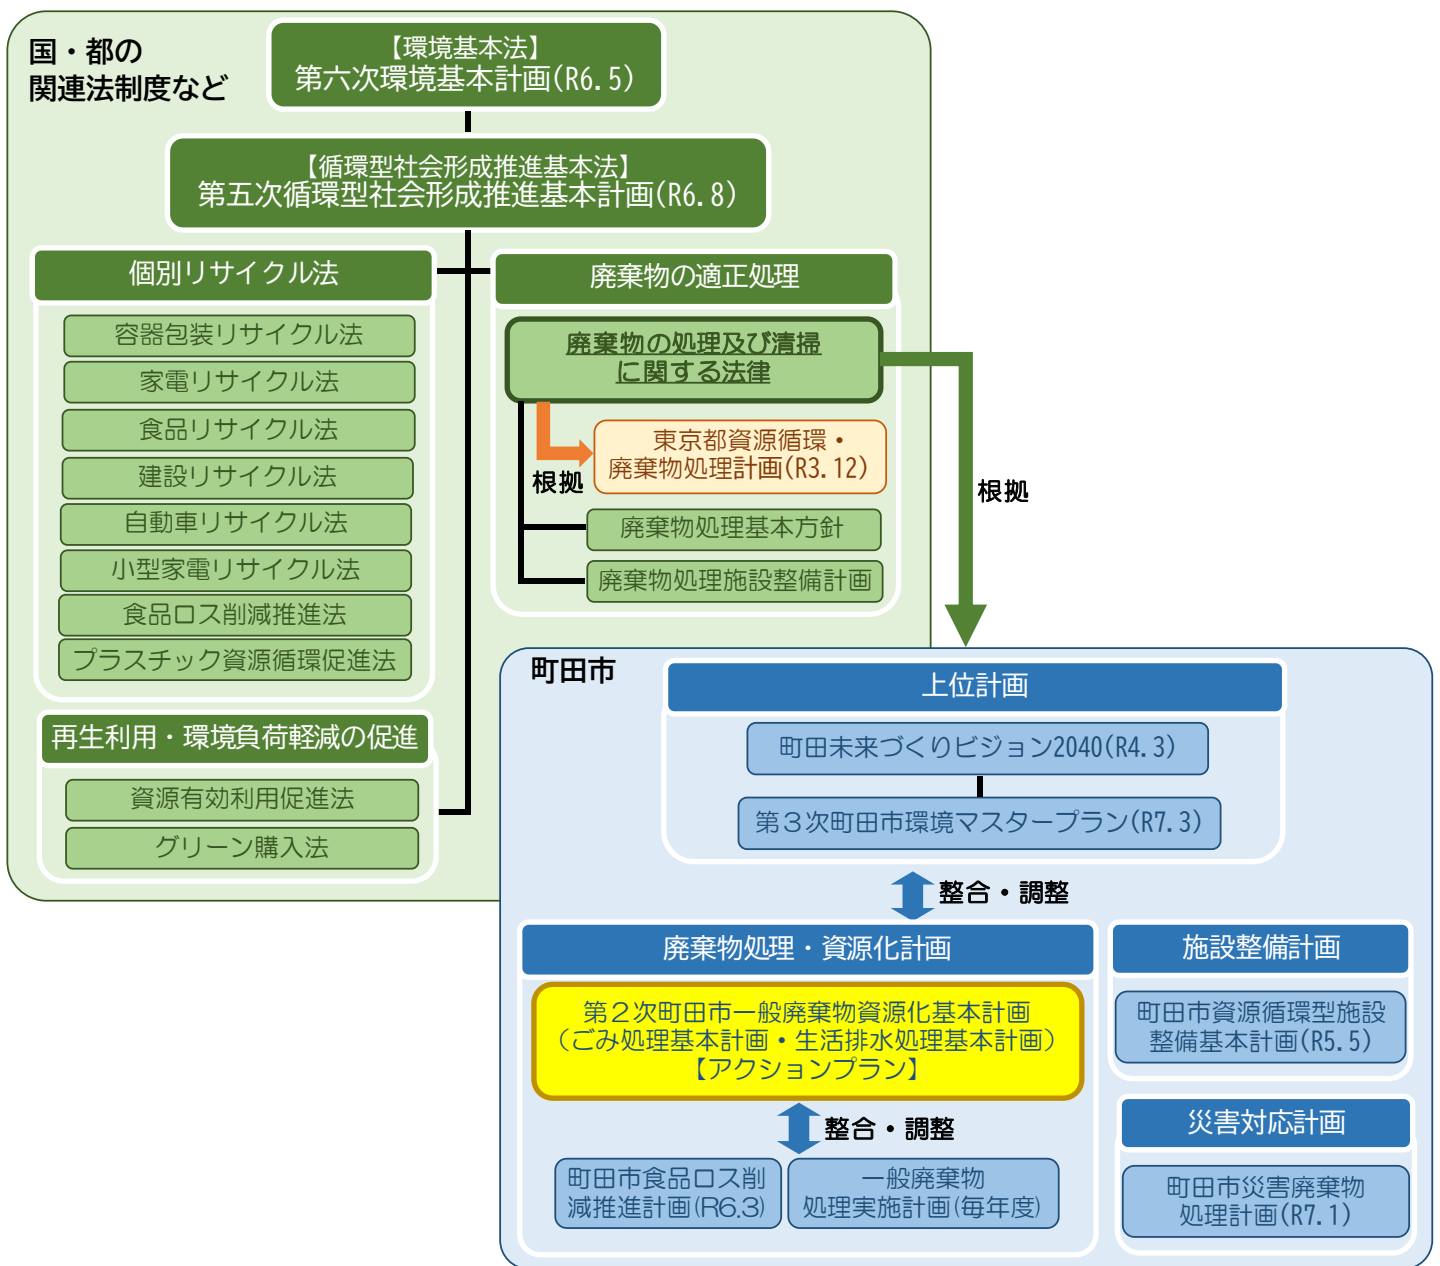 国・都の
関連法制度など
【環境基本法】
第六次環境基本計画(R6.5)
【循環型社会形成推進基本法】
第五次循環型社会形成推進基本計画(R6.8)
個別リサイクル法
容器包装リサイクル法
家電リサイクル法
食品リサイクル法
建設リサイクル法
自動車リサイクル法
小型家電リサイクル法
食品ロス削減推進法
プラスチック資源循環促進法
再生利用・環境負荷軽減の促進
資源有効利用促進法
グリーン購入法
廃棄物の適正処理
廃棄物の処理及び清掃
に関する法律
根拠
東京都資源循環・
廃棄物処理計画(R3.12)
廃棄物処理基本方針
廃棄物処理施設整備計画
根拠
町田市
上位計画
町田未来づくりビジョン2040(R4.3)
第3次町田市環境マスタープラン(R7.3)
整合・調整
廃棄物処理・資源化計画
第2次町田市一般廃棄物資源化基本計画
(ごみ処理基本計画・生活排水処理基本計画)
【アクションプラン】
整合・調整
町田市食品ロス削
減推進計画(R6.3)
一般廃棄物
処理実施計画(毎年度)
施設整備計画
町田市資源循環型施設
整備基本計画(R5.5)
災害対応計画
町田市災害廃棄物
処理計画(R7.1)